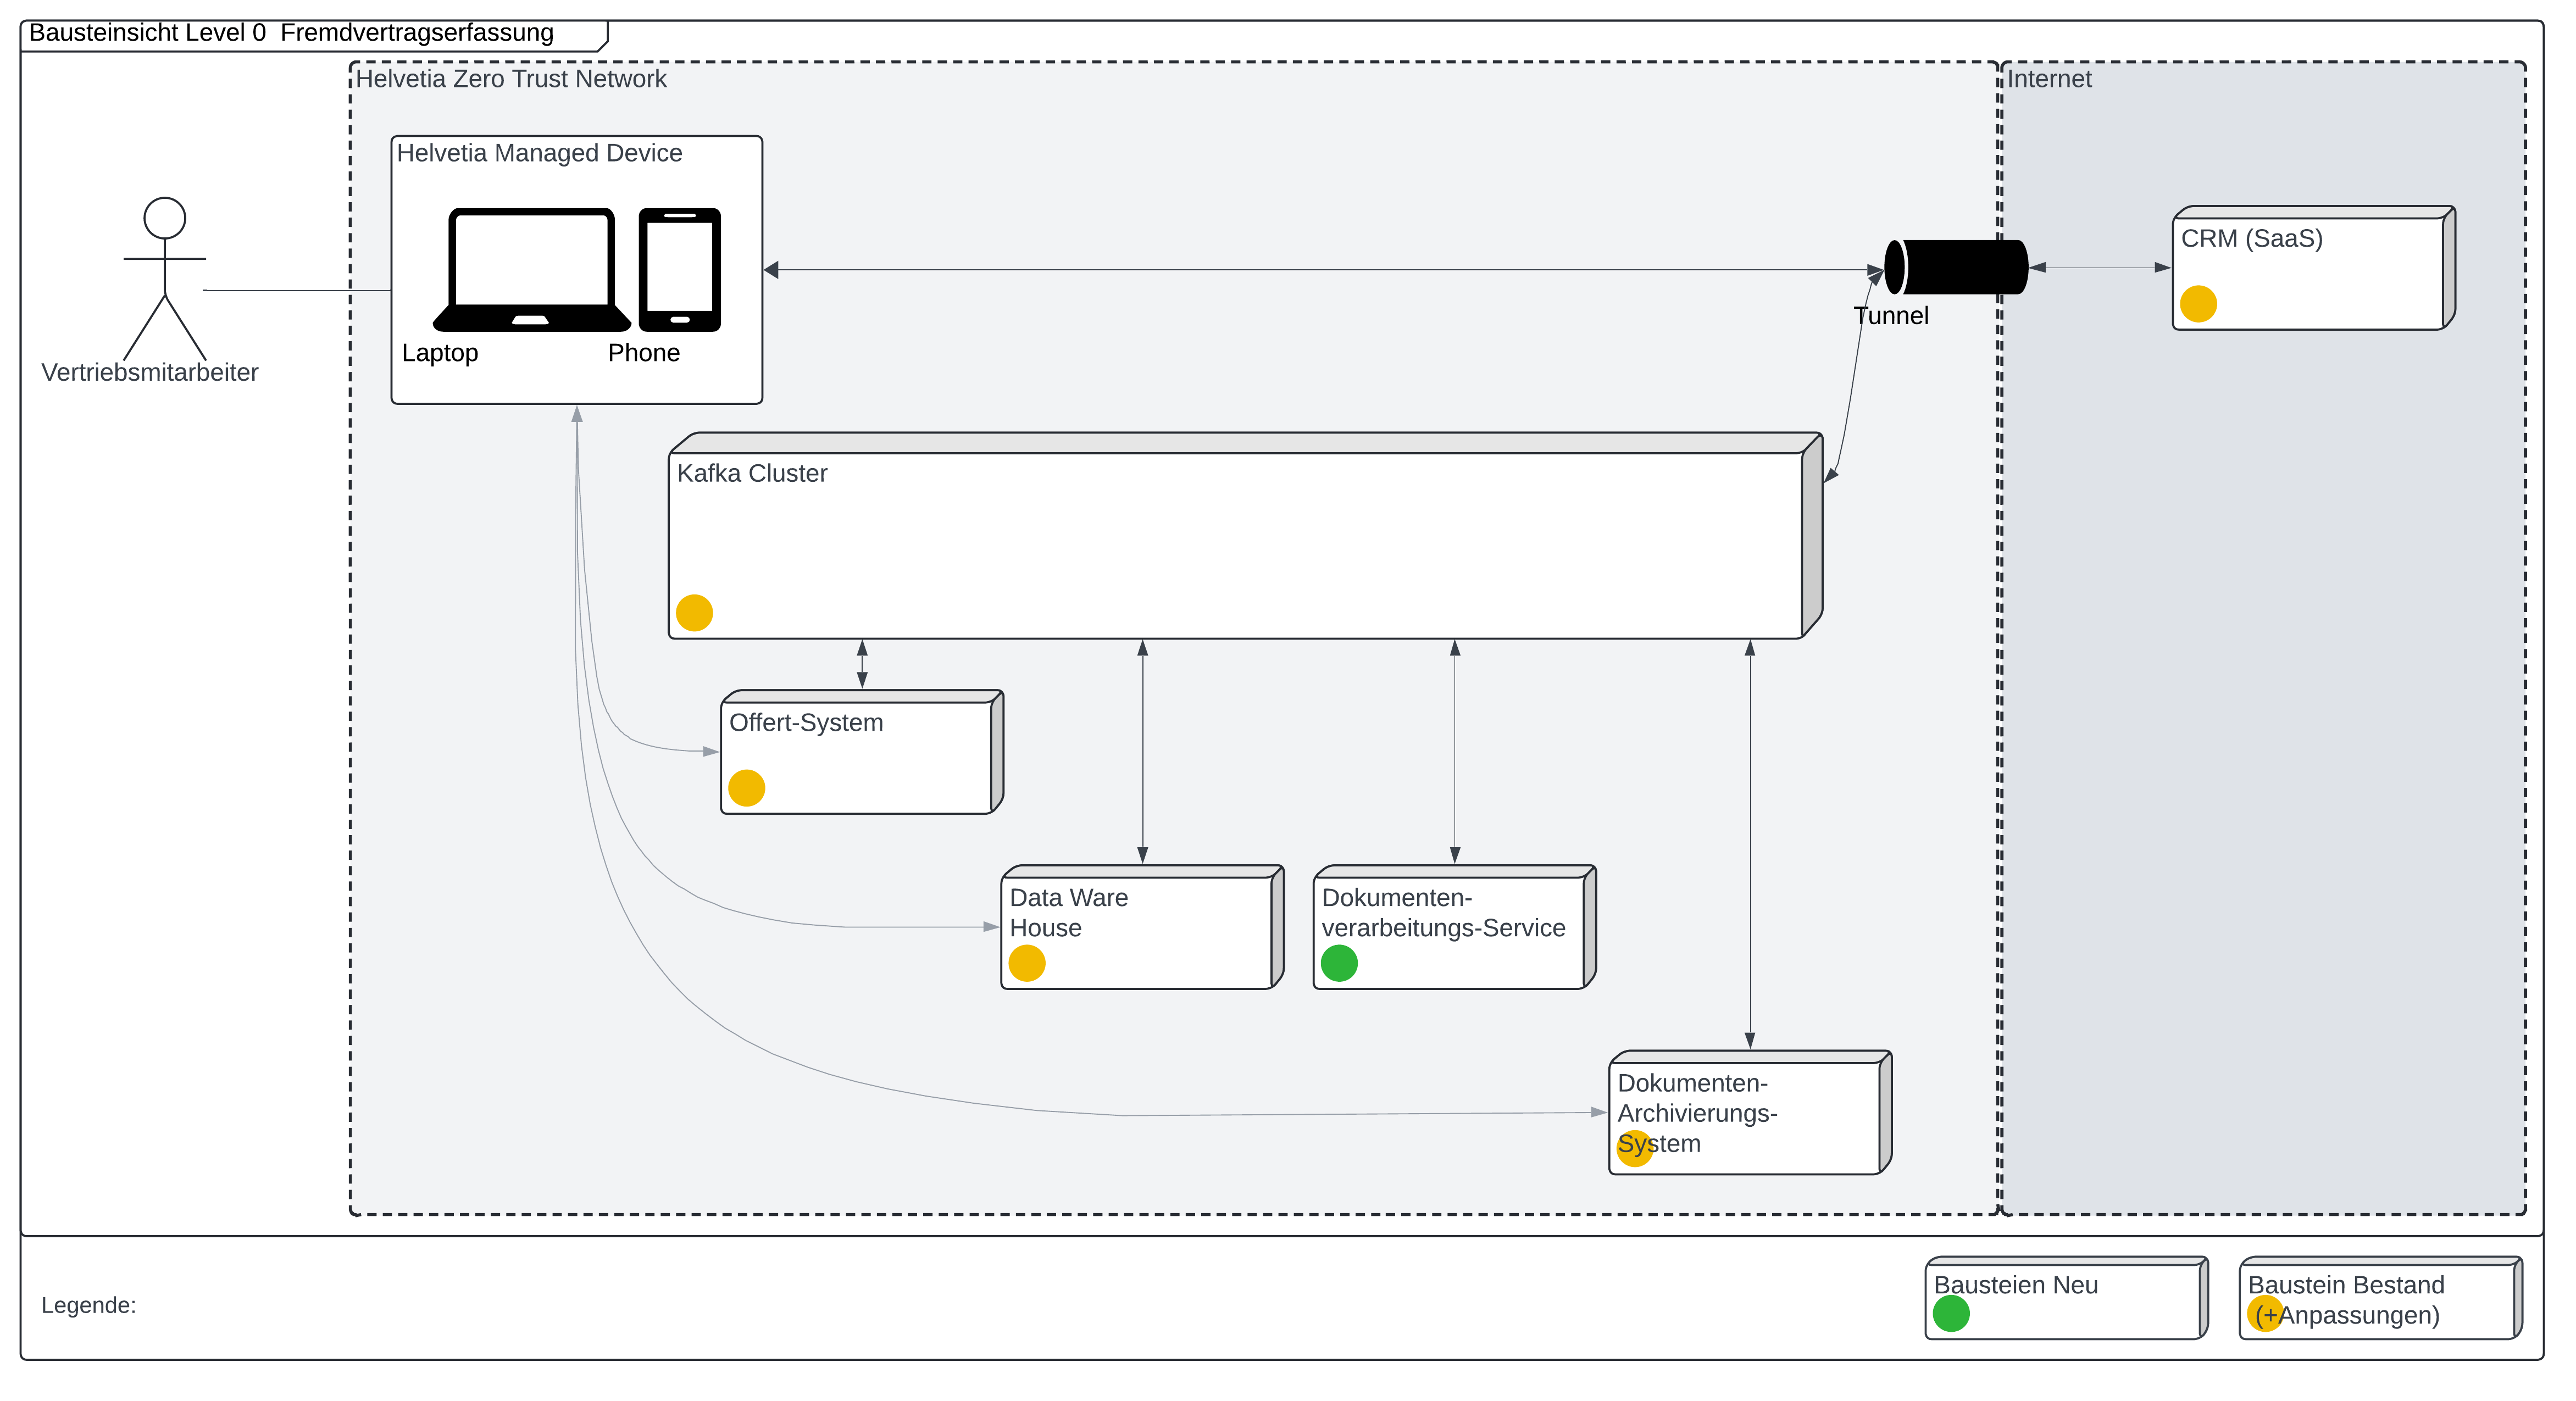 Bausteinsicht Level 0  Fremdvertragserfassung
Helvetia Zero Trust Network
Internet
Helvetia Managed Device
Laptop
Phone
Vertriebsmitarbeiter
Tunnel
CRM (SaaS)
Kafka Cluster
Offert-System
Data Ware
House
Dokumenten-
verarbeitungs-Service
Dokumenten-
Archivierungs-
System
Legende:
Bausteien Neu
Baustein Bestand
(+Anpassungen)